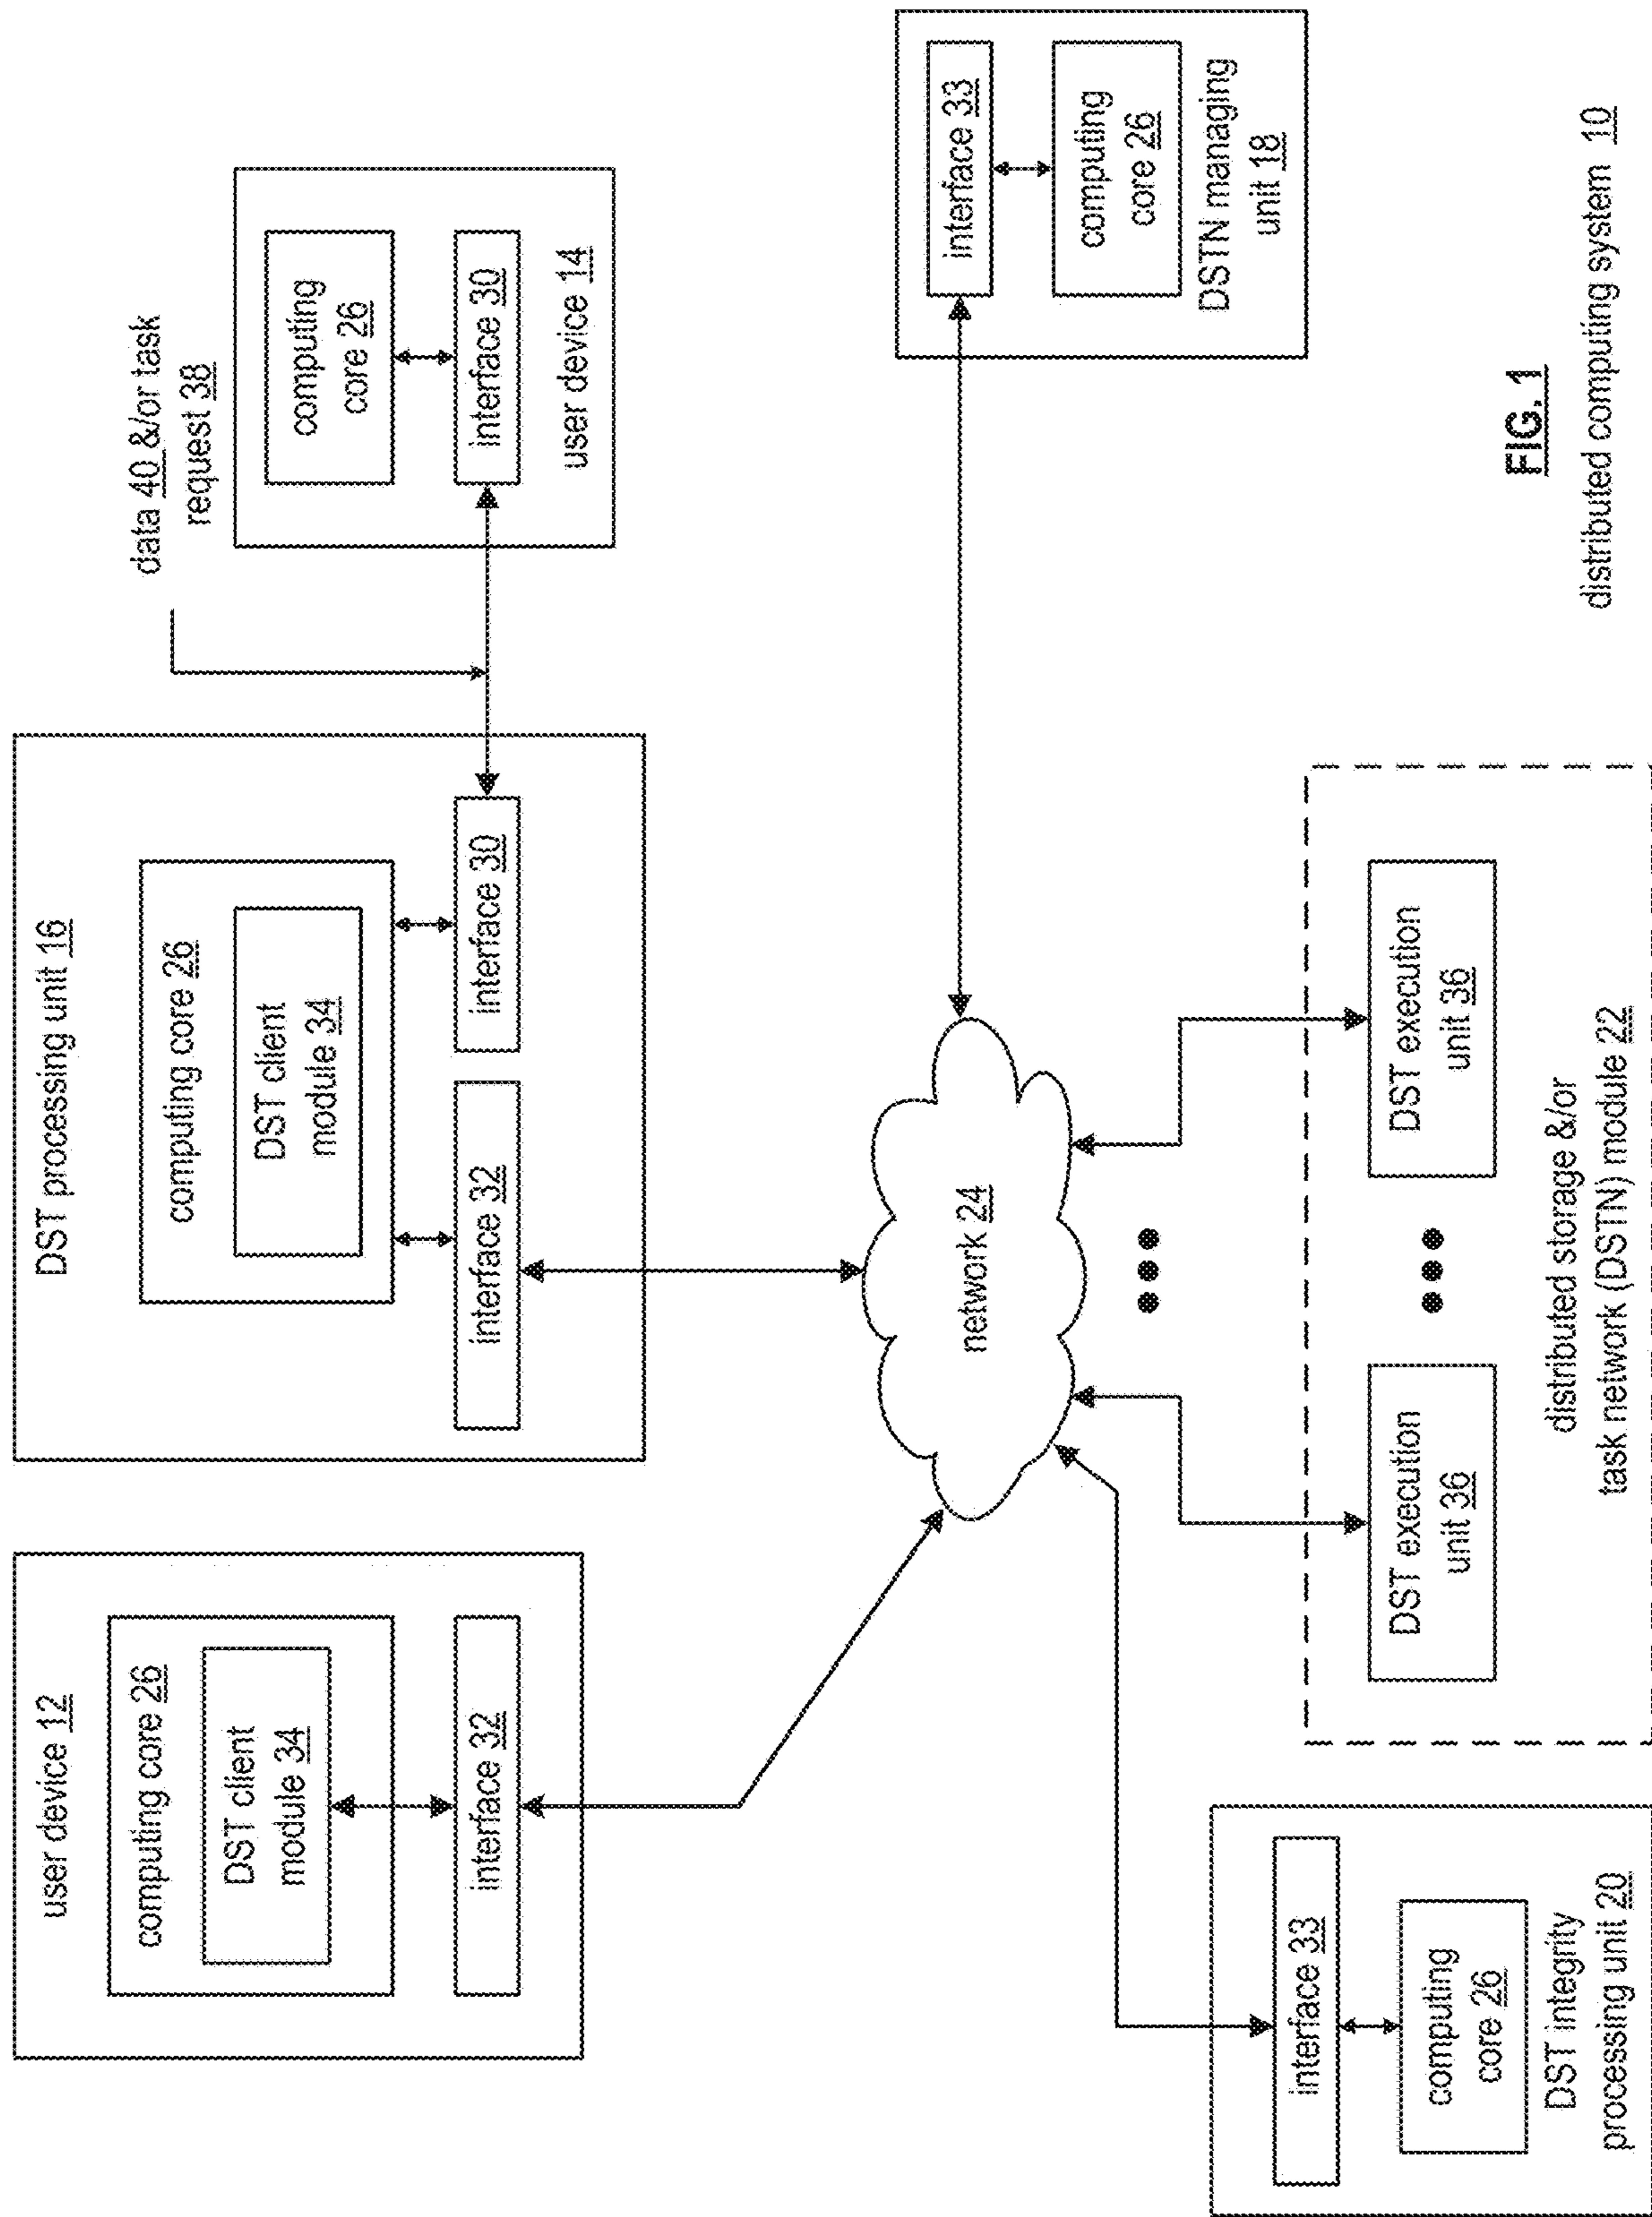 user device 12
computing core 26
DST client
module 34
interface 32
DST processing unit 16
computing core 26
DST client
module 34
interface 32
interface 30
data 40 &/or task
request 38
computing
core 26
interface 30
user device 14
network 24
interface 33
computing
core 26
DSTN managing
unit 18
interface 33
computing
core 26
DST integrity
processing unit 20
DST execution
unit 36
DST execution
unit 36
distributed storage &/or
task network (DSTN) module 22
FIG. 1
distributed computing system 10